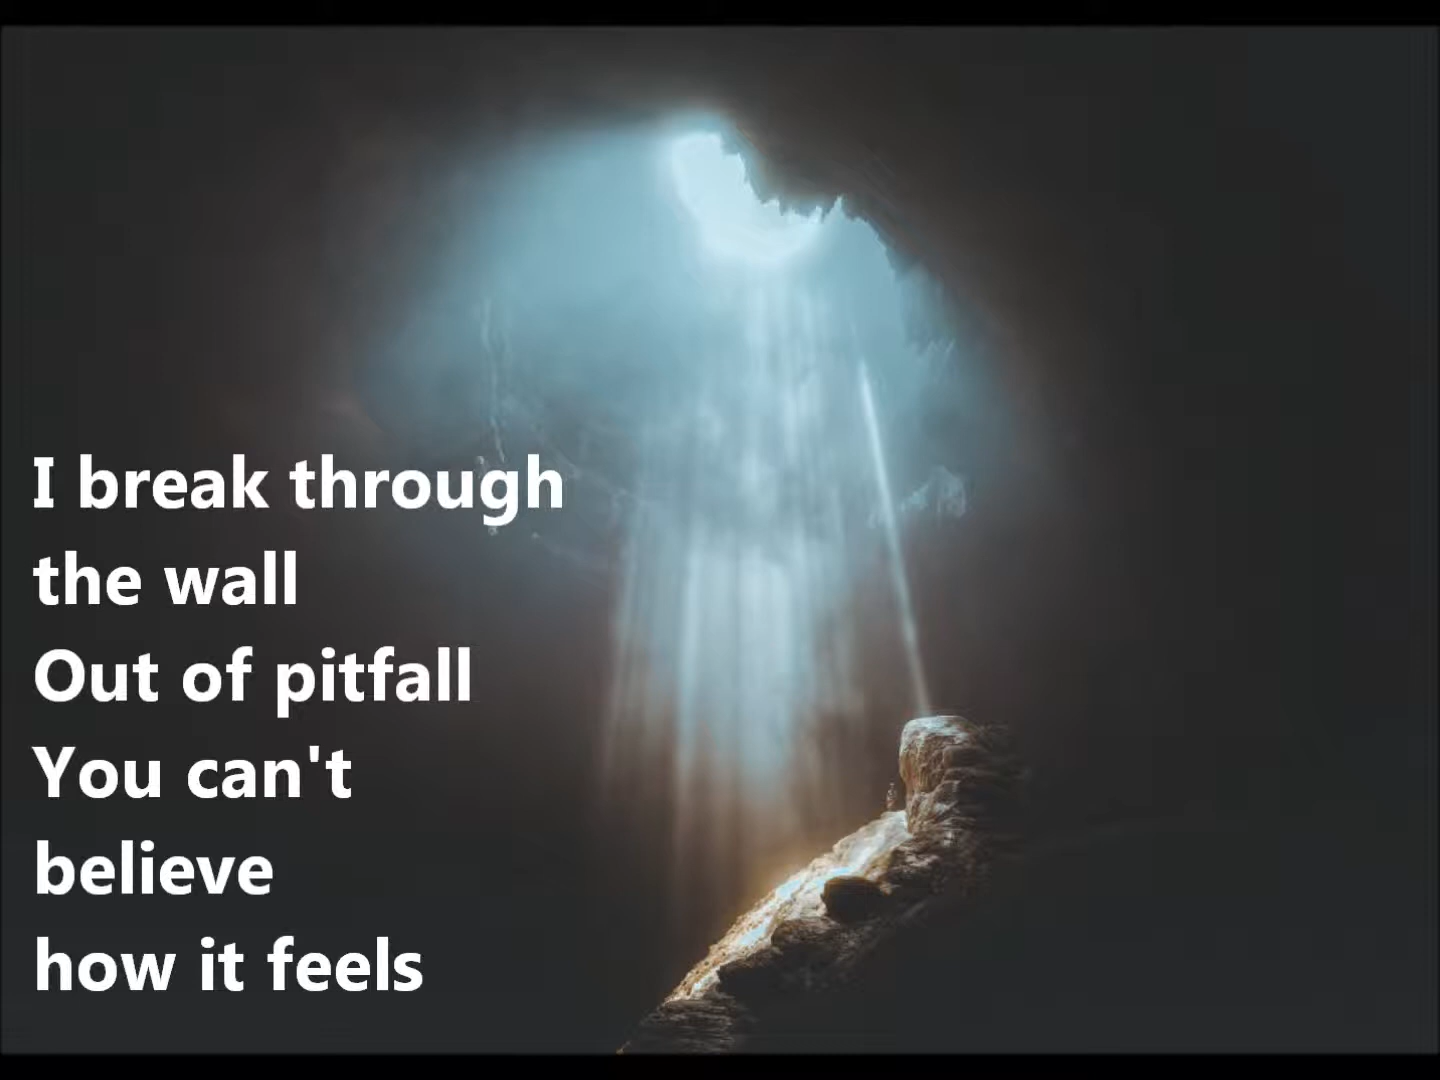 I break through
the wall
Out of pitfall
You can't
believe
how it feels